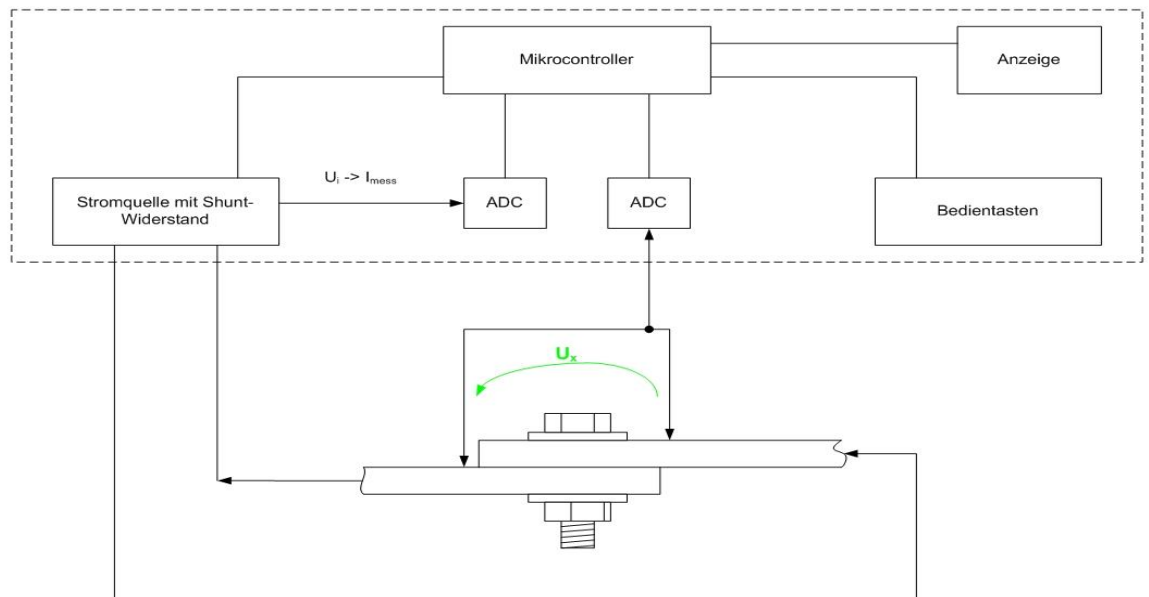 Mikrocontroller
Anzeige
Stromquelle mit Shunt-
Widerstand
Ui -> Imess
ADC
ADC
Bedientasten
Ux